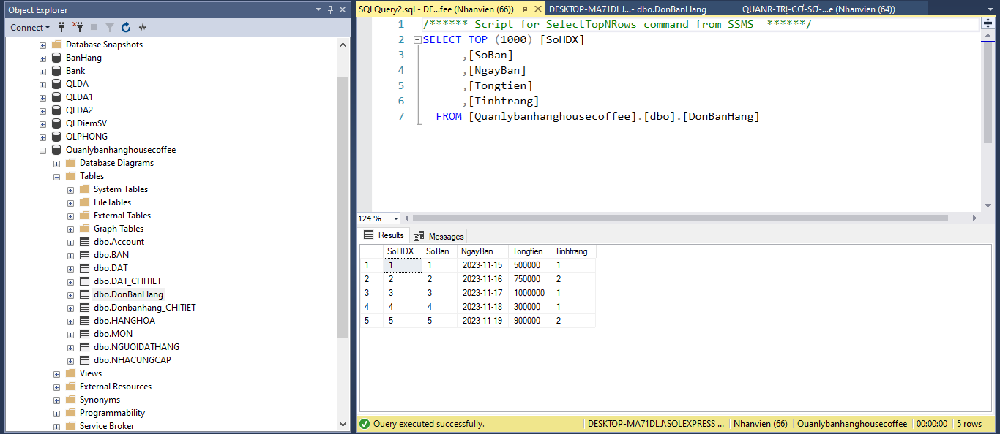 Object Explorer
Connect
Database Snapshots
BanHang
Bank
QLDA
QLDA1
QLDA2
QLDiemSV
QLPHONG
Quanlybanhanghousecoffee
Database Diagrams
Tables
System Tables
FileTables
External Tables
Graph Tables
dbo.Account
dbo.BAN
dbo.DAT
dbo.DAT_CHITIET
dbo.DonBanHang
dbo.Donbanhang_CHITIET
dbo.HANGHOA
dbo.MON
dbo.NGUOIDATHANG
dbo.NHACUNGCAP
Views
External Resources
Synonyms
Programmability
Service Broker
SQLQuery2.sql - DE...fee (Nhanvien (66)) DESKTOP-MA71DLJ...- dbo.DonBanHang QUANR-TRỊ-CƠ-SƠ-...e (Nhanvien (64))
1 /****** Script for SelectTopNRows command from SSMS ******/
2 SELECT TOP (1000) [SoHDX]
3 ,[SoBan]
4 ,[NgayBan]
5 ,[Tongtien]
6 ,[Tinhtrang]
7 FROM [Quanlybanhanghousecoffee].[dbo].[DonBanHang]
124 %
Results Messages
SoHDX SoBan NgayBan Tongtien Tinhtrang
1 1 1 2023-11-15 500000 1
2 2 2 2023-11-16 750000 2
3 3 3 2023-11-17 1000000 1
4 4 4 2023-11-18 300000 1
5 5 5 2023-11-19 900000 2
Query executed successfully. DESKTOP-MA71DLJ\SQLEXPRESS ... Nhanvien (66) Quanlybanhanghousecoffee 00:00:00 5 rows